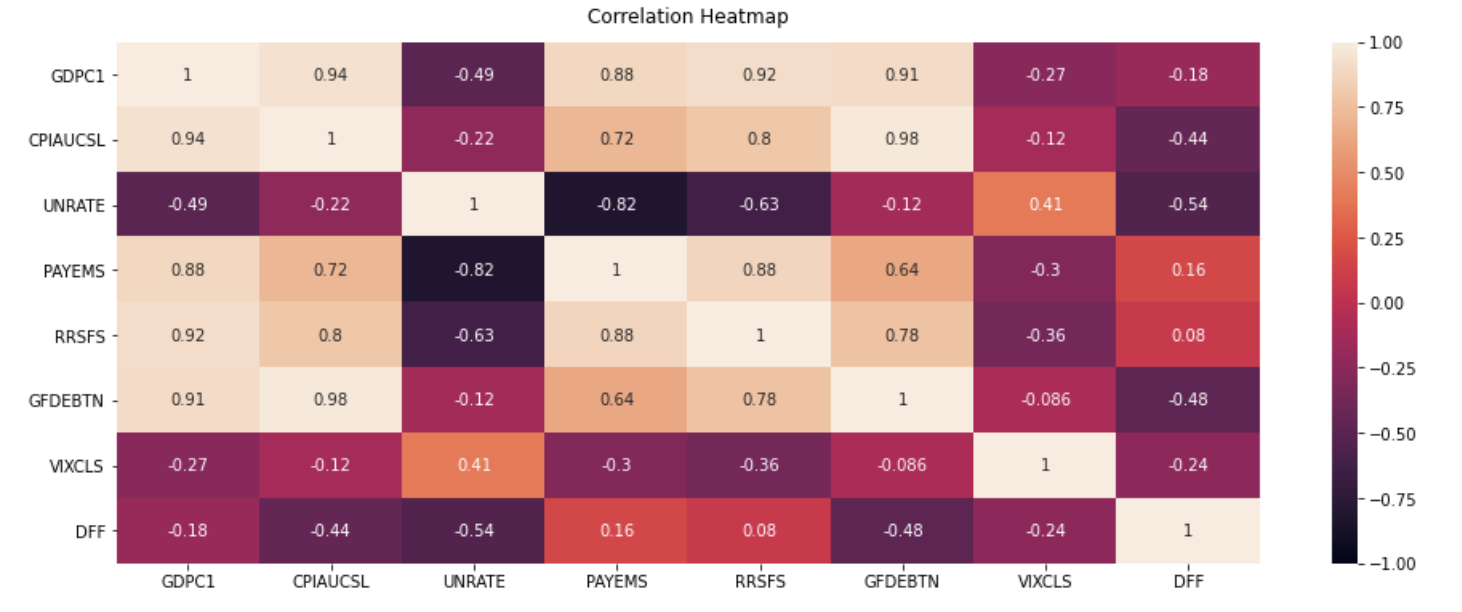 Correlation Heatmap
GDPC1 1 0.94 -0.49 0.88 0.92 0.91 -0.27 -0.18
CPIAUCSL 0.94 1 -0.22 0.72 0.8 0.98 -0.12 -0.44
UNRATE -0.49 -0.22 1 -0.82 -0.63 -0.12 0.41 -0.54
PAYEMS 0.88 0.72 -0.82 1 0.88 0.64 -0.3 0.16
RRSFS 0.92 0.8 -0.63 0.88 1 0.78 -0.36 0.08
GFDEBTN 0.91 0.98 -0.12 0.64 0.78 1 -0.086 -0.48
VIXCLS -0.27 -0.12 0.41 -0.3 -0.36 -0.086 1 -0.24
DFF -0.18 -0.44 -0.54 0.16 0.08 -0.48 -0.24 1
GDPC1 CPIAUCSL UNRATE PAYEMS RRSFS GFDEBTN VIXCLS DFF
1.00
0.75
0.50
0.25
0.00
−0.25
−0.50
−0.75
−1.00